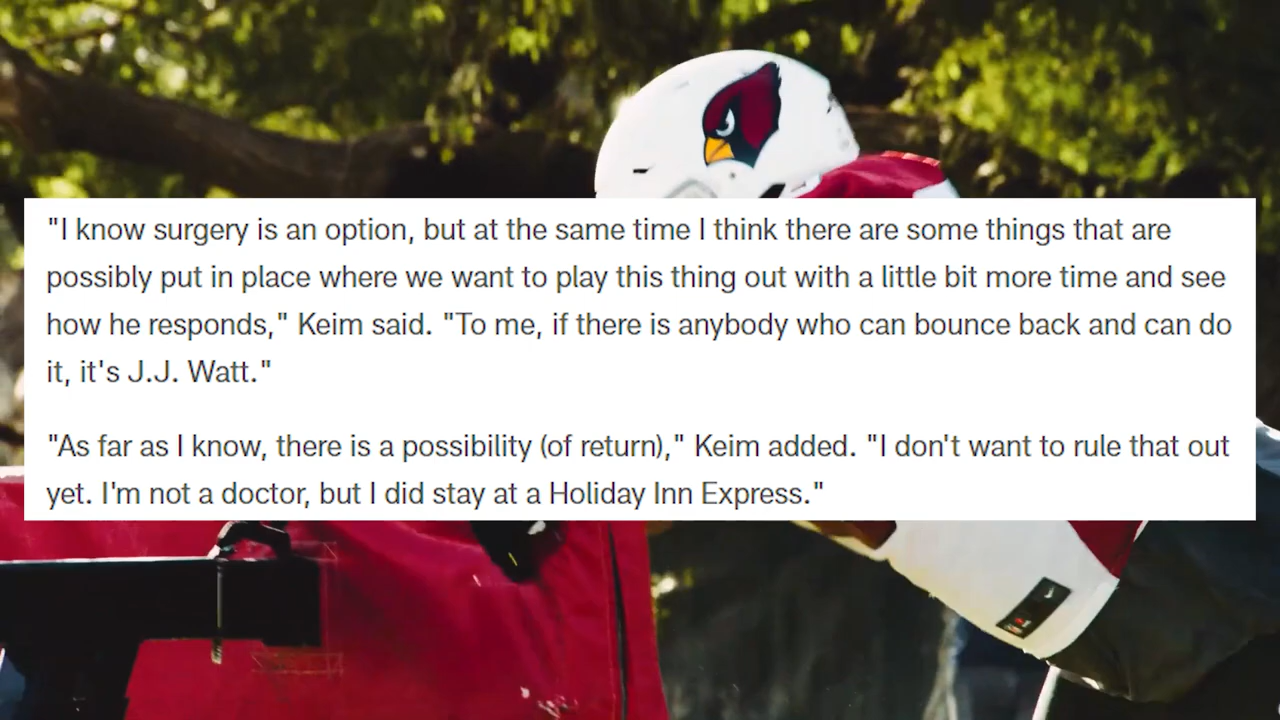 "I know surgery is an option, but at the same time I think there are some things that are
possibly put in place where we want to play this thing out with a little bit more time and see
how he responds," Keim said. "To me, if there is anybody who can bounce back and can do
it, it's J.J. Watt."
"As far as I know, there is a possibility (of return)," Keim added. "I don't want to rule that out
yet. I'm not a doctor, but I did stay at a Holiday Inn Express."